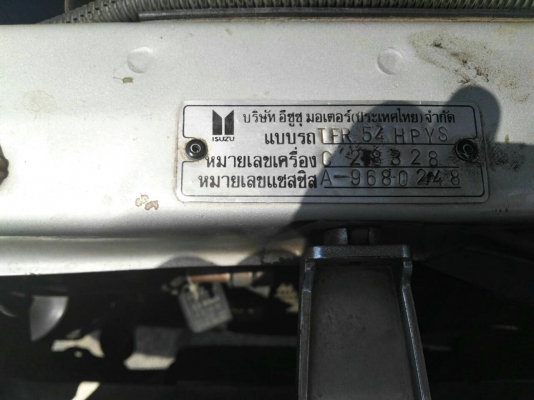 บริษัท อีซูซุ มอเตอร์(ประเทศไทย)จำกัด
ISUZU
แบบรถ TFR 54 HPYS
หมายเลขเครื่อง
หมายเลขแชสซิส A-9680248